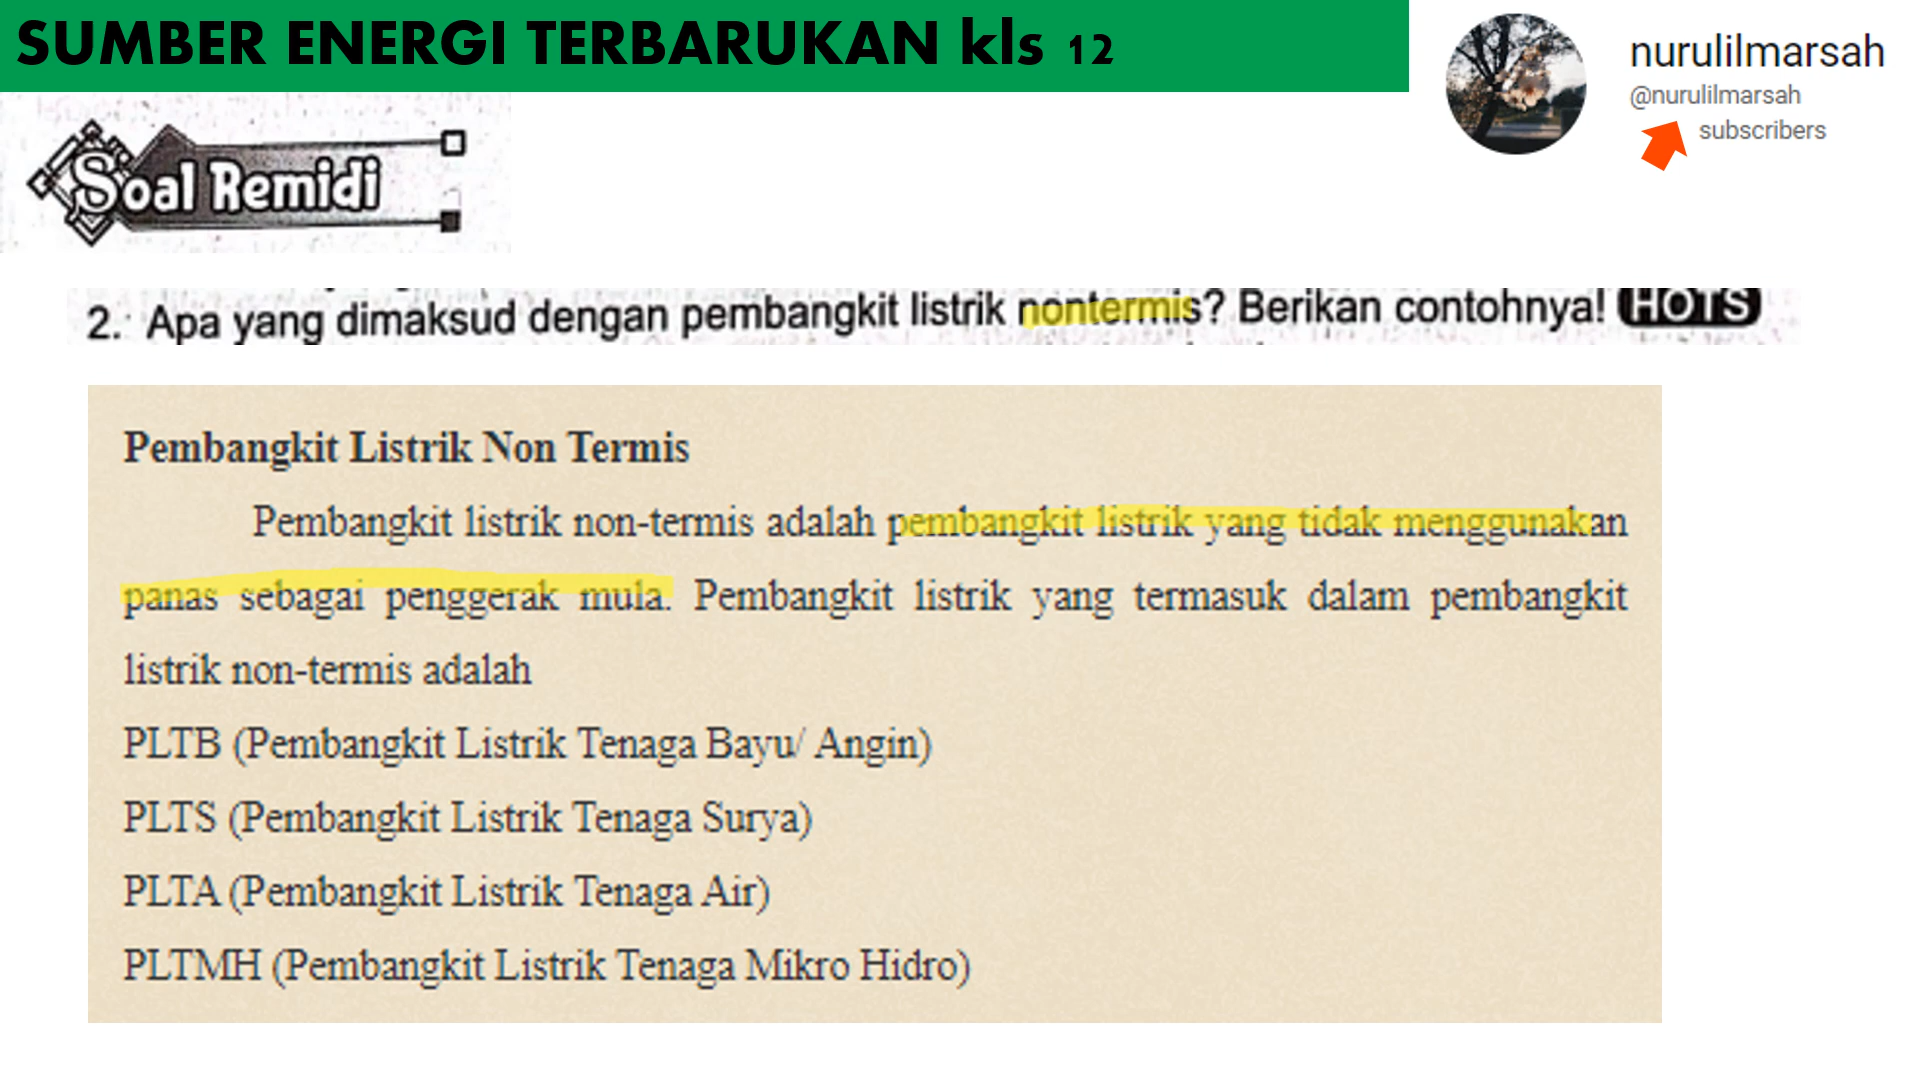 SUMBER ENERGI TERBARUKAN kls 12
nurulilmarsah
@nurulilmarsah
subscribers
Soal Remidi
2. Apa yang dimaksud dengan pembangkit listrik nontermis? Berikan contohnya! HOTS
Pembangkit Listrik Non Termis
Pembangkit listrik non-termis adalah pembangkit listrik yang tidak menggunakan
panas sebagai penggerak mula. Pembangkit listrik yang termasuk dalam pembangkit
listrik non-termis adalah
PLTB (Pembangkit Listrik Tenaga Bayu/ Angin)
PLTS (Pembangkit Listrik Tenaga Surya)
PLTA (Pembangkit Listrik Tenaga Air)
PLTMH (Pembangkit Listrik Tenaga Mikro Hidro)